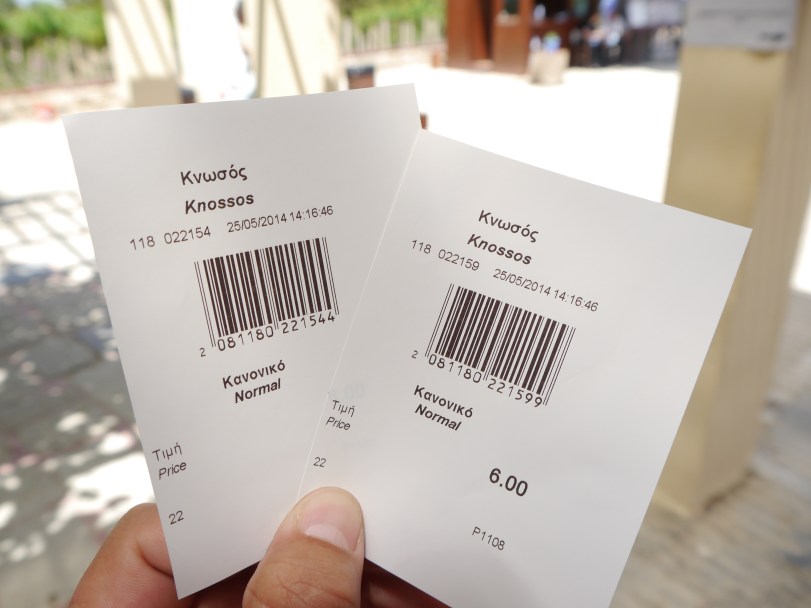 Κνωσός
Knossos
118 022154 25/05/2014 14:16:46
2 081180 221544
Κανονικό
Normal
Τιμή
Price
22
Κνωσός
Knossos
118 022159 25/05/2014 14:16:46
2 081180 221599
Κανονικό
Normal
Τιμή
Price
6.00
22
P1108